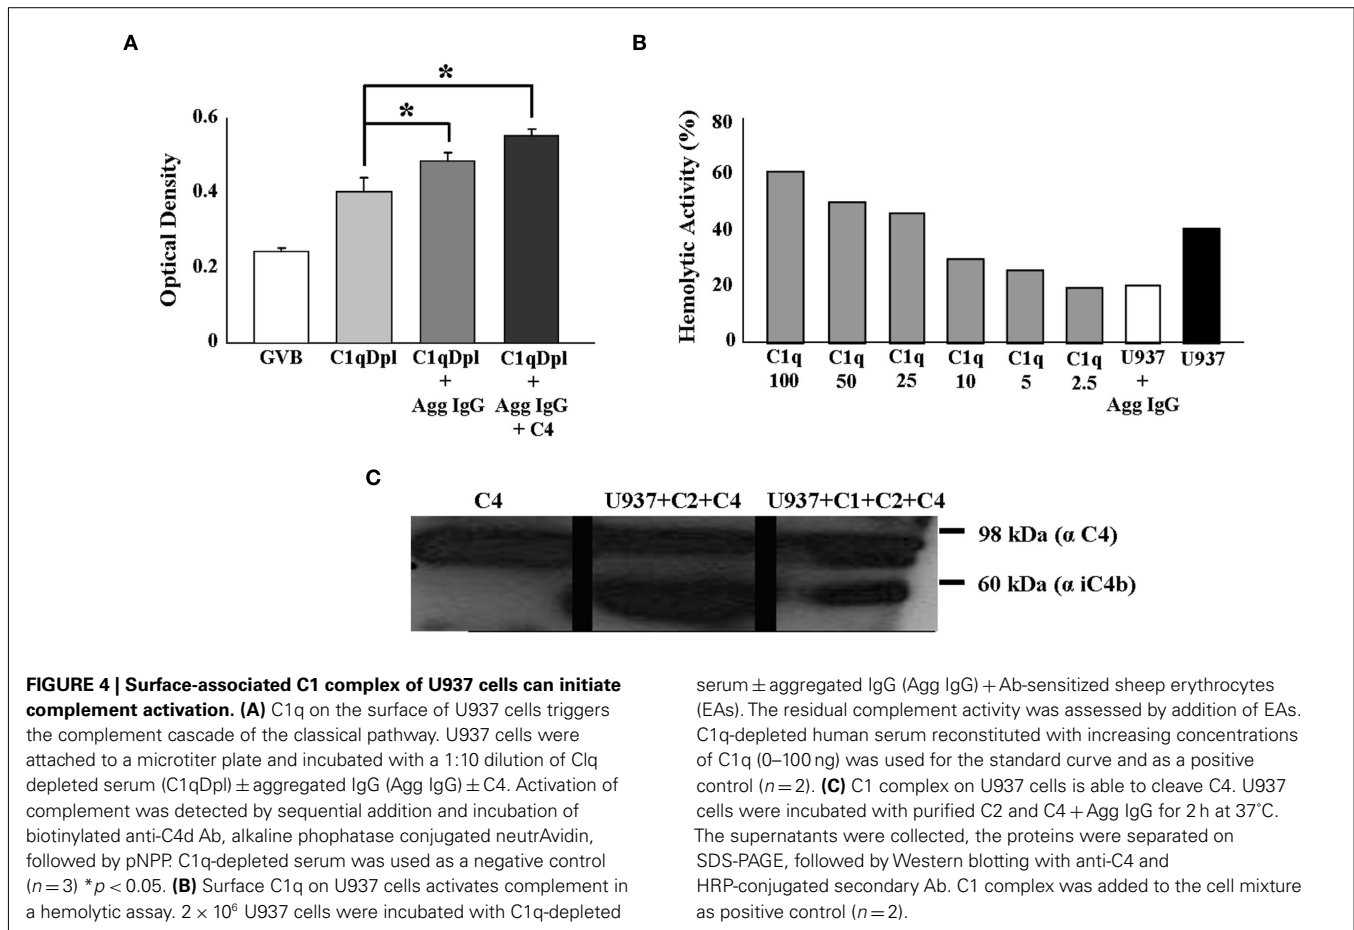 A
*
*
0.6
0.4
0.2
0
Optical Density
GVB
C1qDpl
C1qDpl
+
Agg IgG
C1qDpl
+
Agg IgG
+ C4
B
80
60
40
20
0
Hemolytic Activity (%)
C1q
100
C1q
50
C1q
25
C1q
10
C1q
5
C1q
2.5
U937
+
Agg IgG
U937
C
C4
U937+C2+C4
U937+C1+C2+C4
98 kDa (α C4)
60 kDa (α iC4b)
FIGURE 4 | Surface-associated C1 complex of U937 cells can initiate
complement activation. (A) C1q on the surface of U937 cells triggers
the complement cascade of the classical pathway. U937 cells were
attached to a microtiter plate and incubated with a 1:10 dilution of Clq
depleted serum (C1qDpl) ± aggregated IgG (Agg IgG) ± C4. Activation of
complement was detected by sequential addition and incubation of
biotinylated anti-C4d Ab, alkaline phophatase conjugated neutrAvidin,
followed by pNPP. C1q-depleted serum was used as a negative control
(n = 3) *p < 0.05. (B) Surface C1q on U937 cells activates complement in
a hemolytic assay. 2 × 10⁶ U937 cells were incubated with C1q-depleted
serum ± aggregated IgG (Agg IgG) + Ab-sensitized sheep erythrocytes
(EAs). The residual complement activity was assessed by addition of EAs.
C1q-depleted human serum reconstituted with increasing concentrations
of C1q (0–100 ng) was used for the standard curve and as a positive
control (n = 2). (C) C1 complex on U937 cells is able to cleave C4. U937
cells were incubated with purified C2 and C4 + Agg IgG for 2 h at 37˚C.
The supernatants were collected, the proteins were separated on
SDS-PAGE, followed by Western blotting with anti-C4 and
HRP-conjugated secondary Ab. C1 complex was added to the cell mixture
as positive control (n = 2).